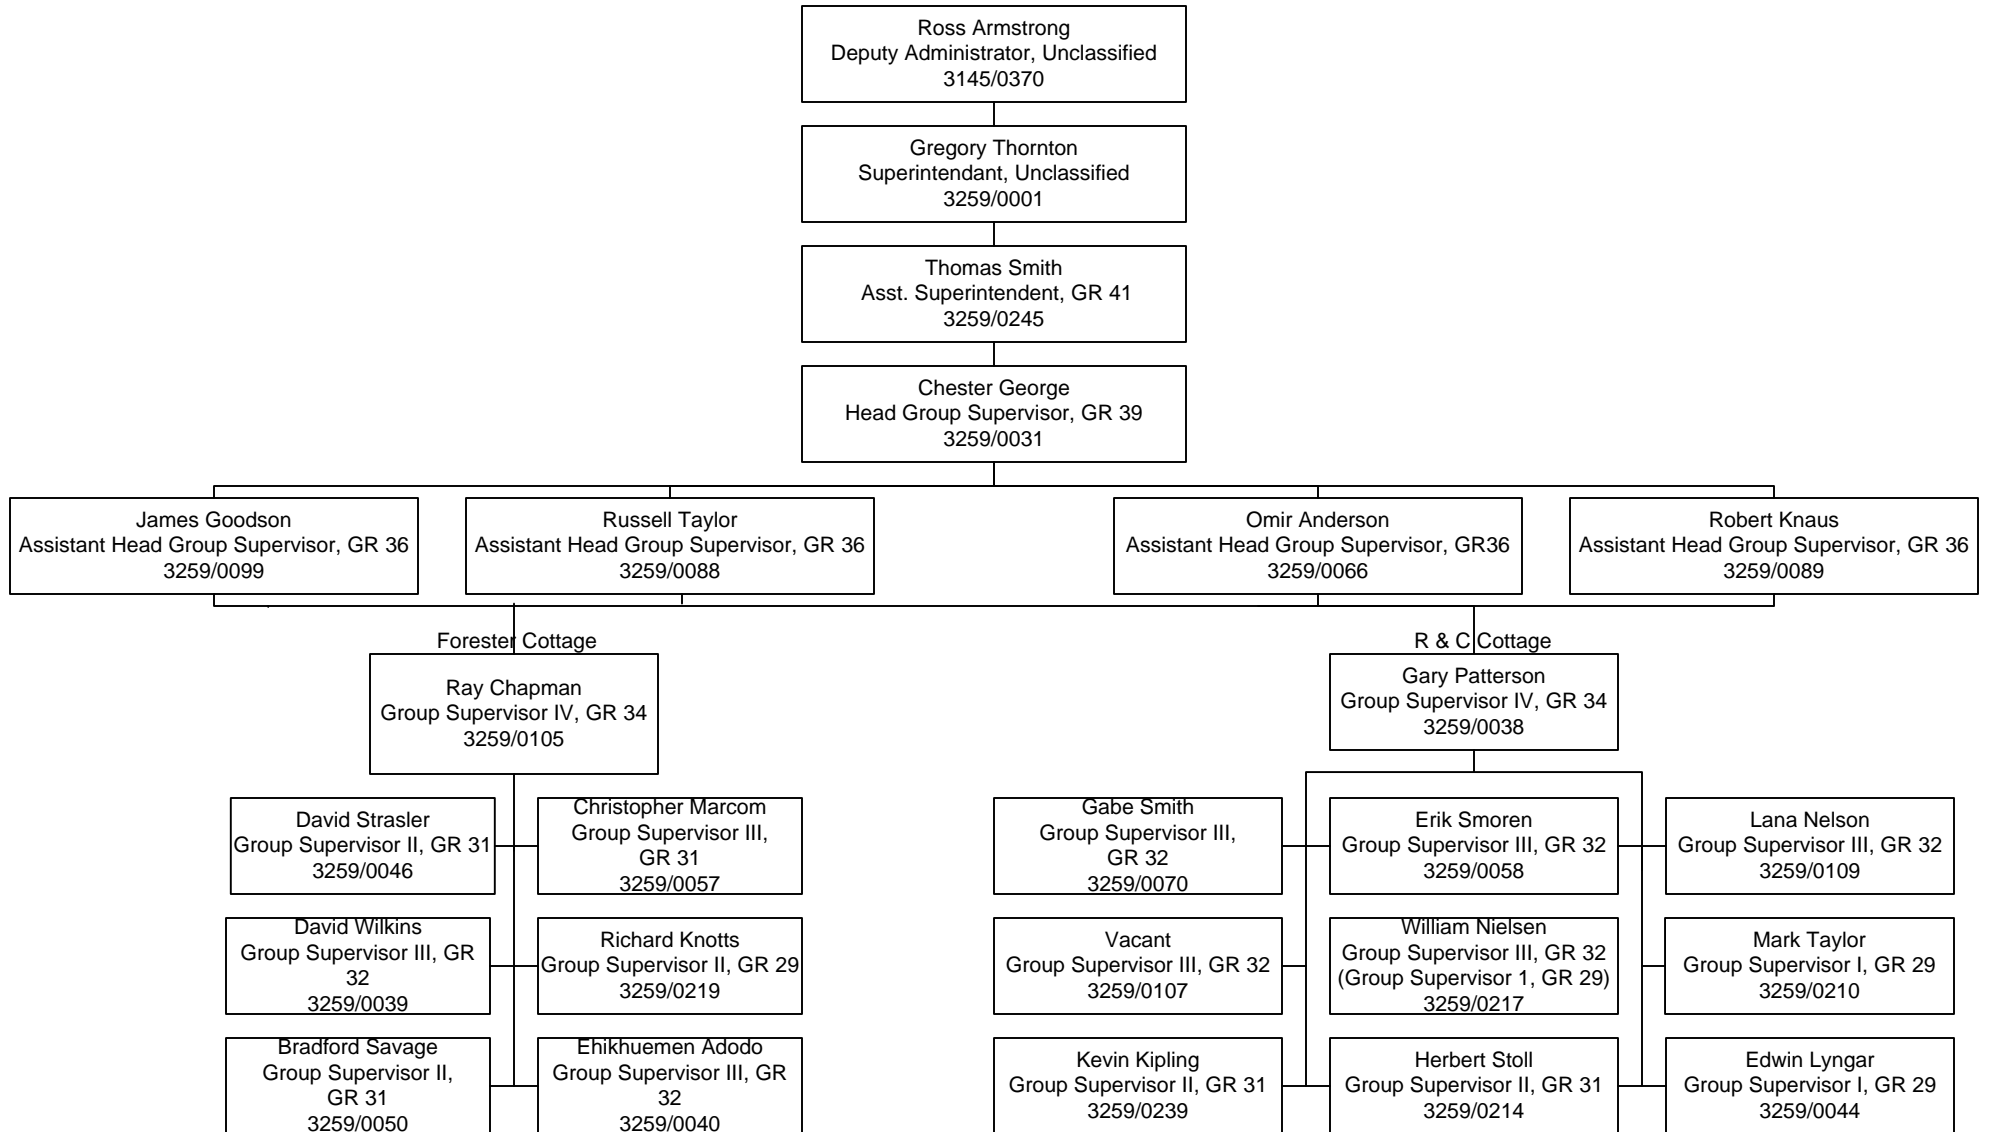 Ross Armstrong
Deputy Administrator, Unclassified
3145/0370
Gregory Thornton
Superintendant, Unclassified
3259/0001
Thomas Smith
Asst. Superintendent, GR 41
3259/0245
Chester George
Head Group Supervisor, GR 39
3259/0031
James Goodson
Assistant Head Group Supervisor, GR 36
3259/0099
Russell Taylor
Assistant Head Group Supervisor, GR 36
3259/0088
Omir Anderson
Assistant Head Group Supervisor, GR36
3259/0066
Robert Knaus
Assistant Head Group Supervisor, GR 36
3259/0089
Forester Cottage
Ray Chapman
Group Supervisor IV, GR 34
3259/0105
R & C Cottage
Gary Patterson
Group Supervisor IV, GR 34
3259/0038
David Strasler
Group Supervisor II, GR 31
3259/0046
Christopher Marcom
Group Supervisor III,
GR 31
3259/0057
Gabe Smith
Group Supervisor III,
GR 32
3259/0070
Erik Smoren
Group Supervisor III, GR 32
3259/0058
Lana Nelson
Group Supervisor III, GR 32
3259/0109
David Wilkins
Group Supervisor III, GR
32
3259/0039
Richard Knotts
Group Supervisor II, GR 29
3259/0219
Vacant
Group Supervisor III, GR 32
3259/0107
William Nielsen
Group Supervisor III, GR 32
(Group Supervisor 1, GR 29)
3259/0217
Mark Taylor
Group Supervisor I, GR 29
3259/0210
Bradford Savage
Group Supervisor II,
GR 31
3259/0050
Ehikhuemen Adodo
Group Supervisor III, GR
32
3259/0040
Kevin Kipling
Group Supervisor II, GR 31
3259/0239
Herbert Stoll
Group Supervisor II, GR 31
3259/0214
Edwin Lyngar
Group Supervisor I, GR 29
3259/0044